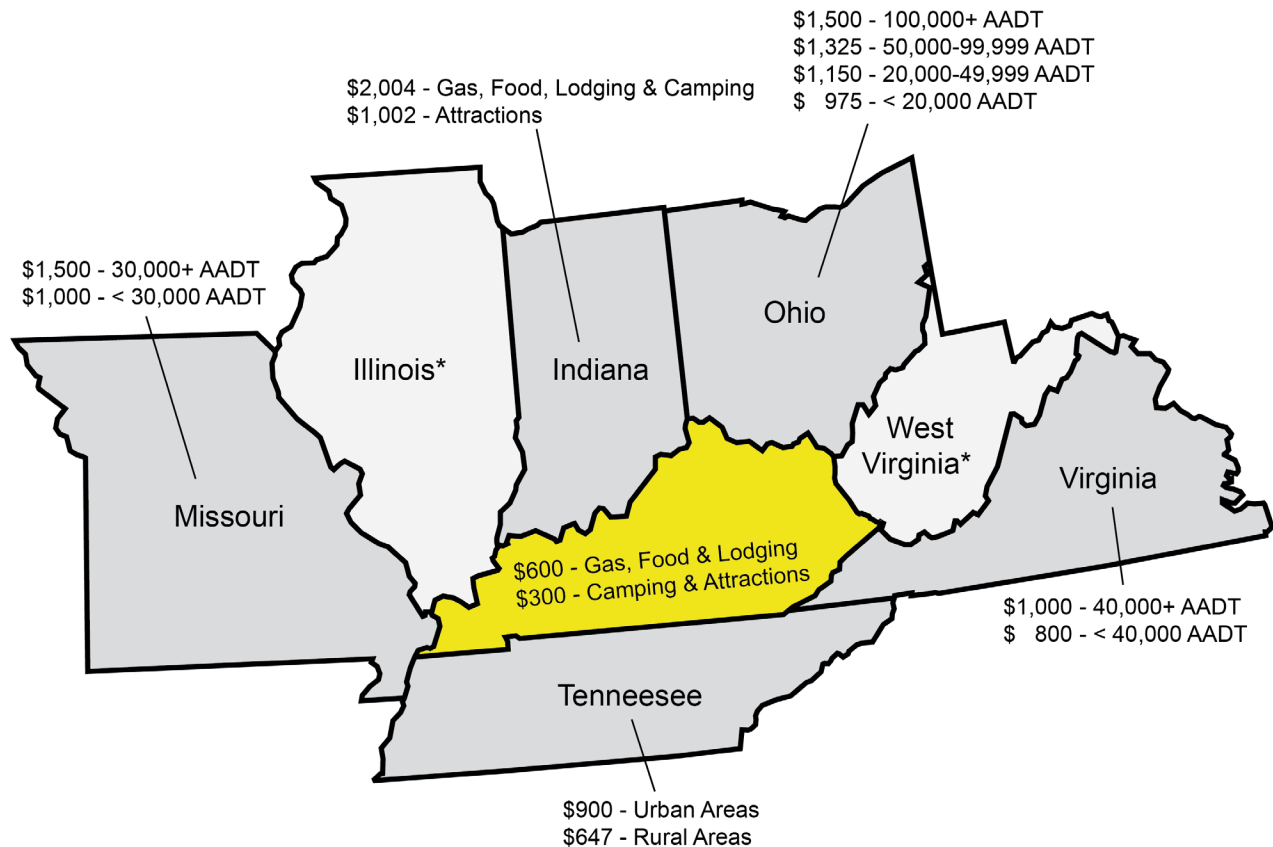 $1,500 - 100,000+ AADT
$1,325 - 50,000-99,999 AADT
$1,150 - 20,000-49,999 AADT
$ 975 - < 20,000 AADT
$2,004 - Gas, Food, Lodging & Camping
$1,002 - Attractions
$1,500 - 30,000+ AADT
$1,000 - < 30,000 AADT
Ohio
Illinois*
Indiana
West
Virginia*
Virginia
Missouri
$600 - Gas, Food & Lodging
$300 - Camping & Attractions
$1,000 - 40,000+ AADT
$ 800 - < 40,000 AADT
Tenneesee
$900 - Urban Areas
$647 - Rural Areas